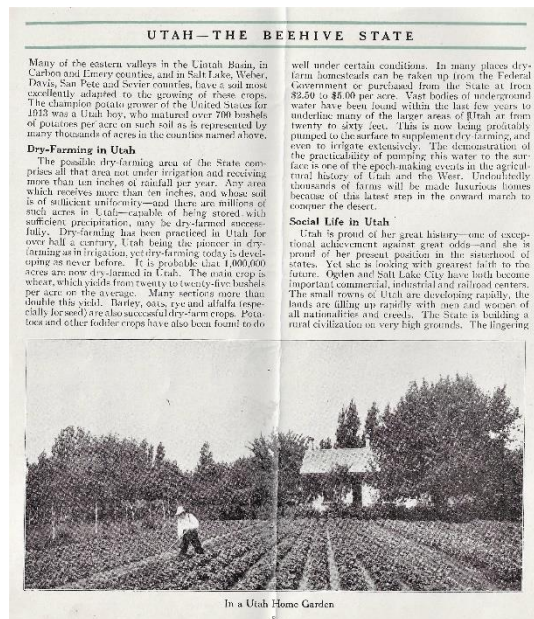 UTAH—THE BEEHIVE STATE
Many of the eastern valleys in the Uintah Basin, in
Carbon and Emery counties, and in Salt Lake, Weber,
Davis, San Pete and Sevier counties, have a soil most
excellently adapted to the growing of these crops.
The champion potato grower of the United States for
1913 was a Utah boy, who matured over 700 bushels
of potatoes per acre on such soil as is represented by
many thousands of acres in the counties named above.
Dry-Farming in Utah
The possible dry-farming area of the State com-
prises all that area not under irrigation and receiving
more than ten inches of rainfall per year. Any area
which receives more than ten inches, and whose soil
is of sufficient uniformity—and there are millions of
such acres in Utah—capable of being stored with
sufficient precipitation, may be dry-farmed success-
fully. Dry-farming has been practiced in Utah for
over half a century, Utah being the pioneer in dry-
farming as in irrigation, yet dry-farming today is devel-
oping as never before. It is probable that 1,000,000
acres are now dry-farmed in Utah. The main crop is
wheat, which yields from twenty to twenty-five bushels
per acre on the average. Many sections more than
double this yield. Barley, oats, rye and alfalfa (espe-
cially for seed) are also successful dry-farm crops. Pota-
toes and other fodder crops have also been found to do
well under certain conditions. In many places dry-
farm homesteads can be taken up from the Federal
Government or purchased from the State at from
$2.50 to $5.00 per acre. Vast bodies of underground
water have been found within the last few years to
underline many of the larger areas of Utah at from
twenty to sixty feet. This is now being profitably
pumped to the surface to supplement dry-farming, and
even to irrigate extensively. The demonstration of
the practicability of pumping this water to the sur-
face is one of the epoch-making events in the agricul-
tural history of Utah and the West. Undoubtedly
thousands of farms will be made luxurious homes
because of this latest step in the onward march to
conquer the desert.
Social Life in Utah
Utah is proud of her great history—one of excep-
tional achievement against great odds—and she is
proud of her present position in the sisterhood of
states. Yet she is looking with greatest faith to the
future. Ogden and Salt Lake City have both become
important commercial, industrial and railroad centers.
The small towns of Utah are developing rapidly, the
lands are filling up rapidly with men and women of
all nationalities and creeds. The State is building a
rural civilization on very high grounds. The lingering
In a Utah Home Garden